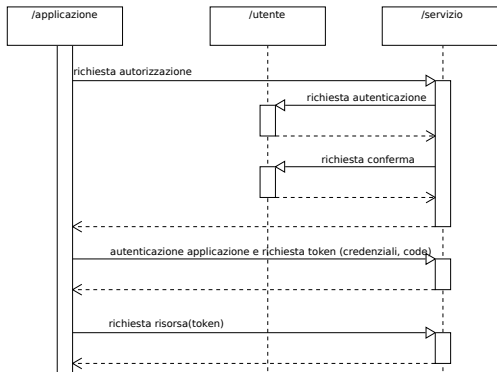 /applicazione
/utente
/servizio
richiesta autorizzazione
richiesta autenticazione
richiesta conferma
autenticazione applicazione e richiesta token (credenziali, code)
richiesta risorsa(token)